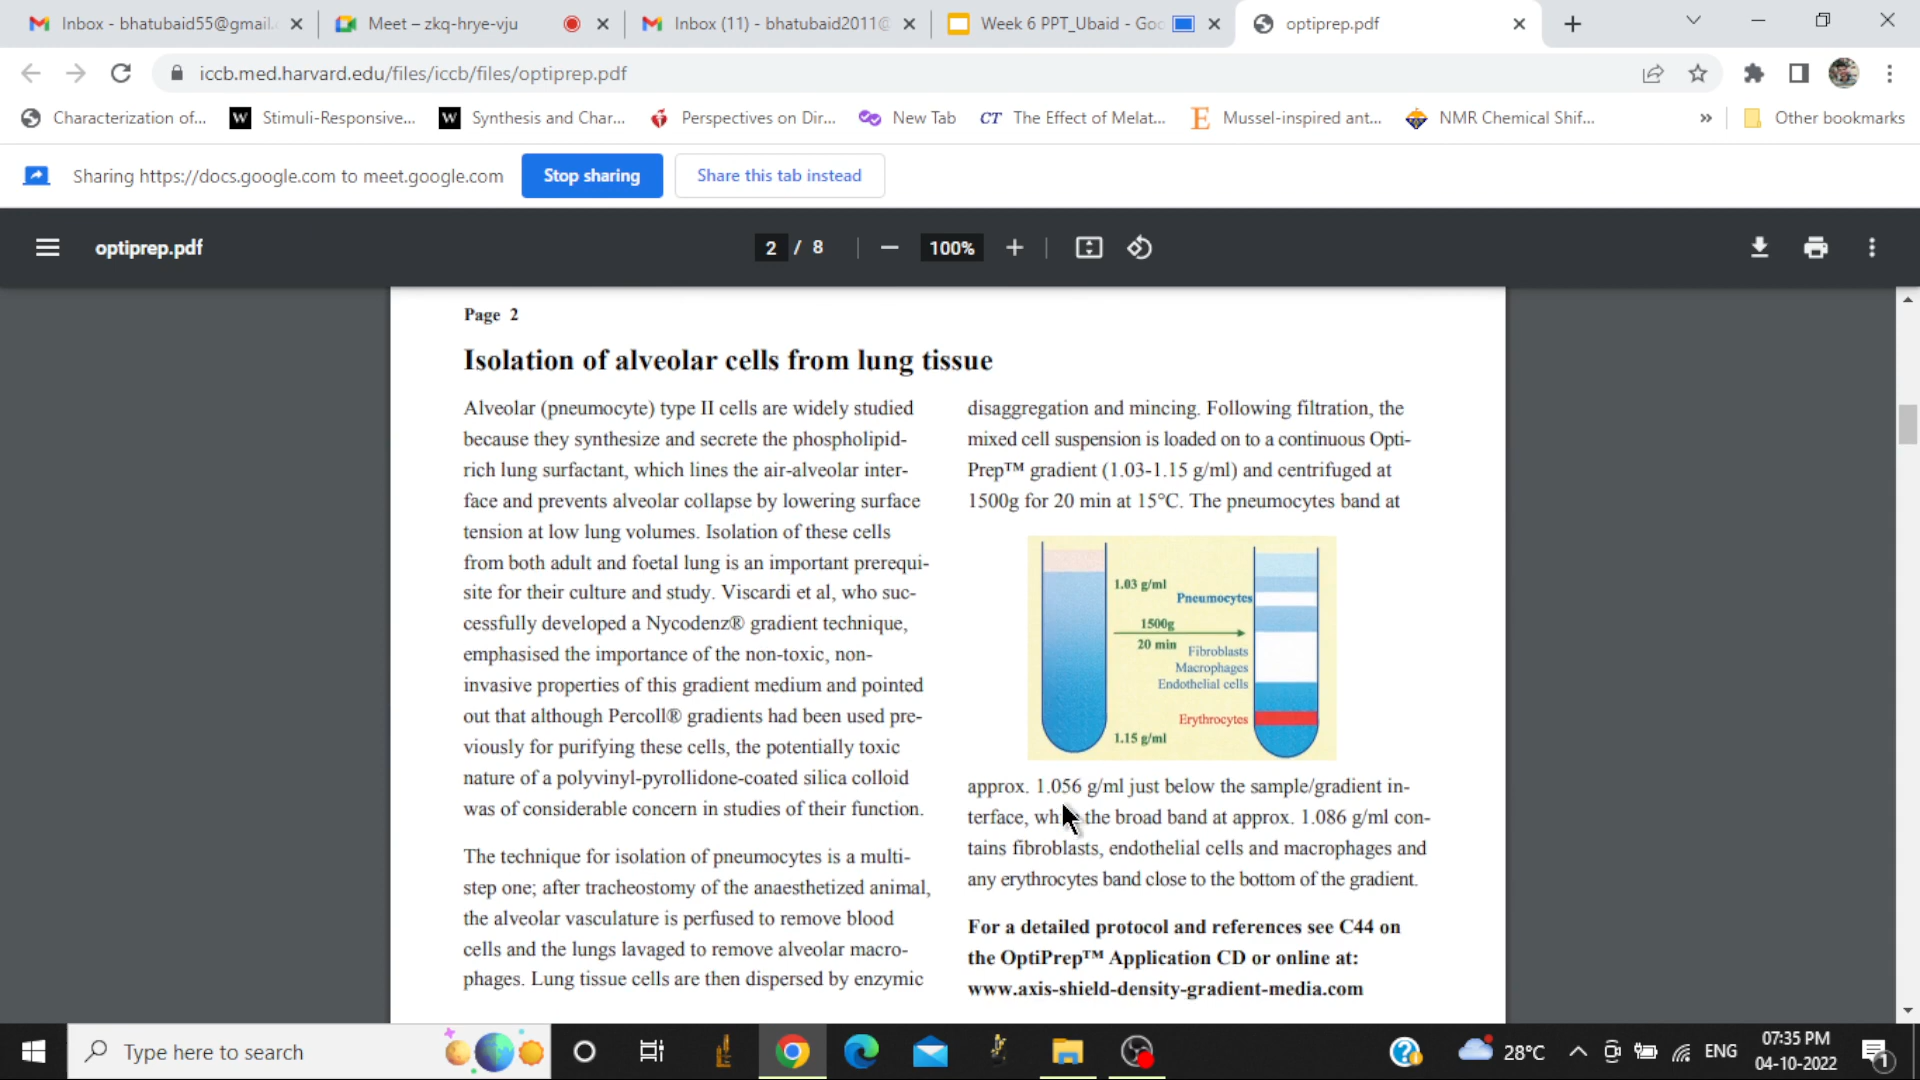 Inbox - bhatubaid55@gmail.
Meet – zkq-hrye-vju
Inbox (11) - bhatubaid2011@
Week 6 PPT_Ubaid - Goo
optiprep.pdf
iccb.med.harvard.edu/files/iccb/files/optiprep.pdf
Characterization of...
W
Stimuli-Responsive...
W
Synthesis and Char...
Perspectives on Dir...
New Tab
CT
The Effect of Melat...
E
Mussel-inspired ant...
NMR Chemical Shif...
»
Other bookmarks
Sharing https://docs.google.com to meet.google.com
Stop sharing
Share this tab instead
optiprep.pdf
2 / 8
100%
Page 2
Isolation of alveolar cells from lung tissue
Alveolar (pneumocyte) type II cells are widely studied
because they synthesize and secrete the phospholipid-
rich lung surfactant, which lines the air-alveolar inter-
face and prevents alveolar collapse by lowering surface
tension at low lung volumes. Isolation of these cells
from both adult and foetal lung is an important prerequi-
site for their culture and study. Viscardi et al, who suc-
cessfully developed a Nycodenz® gradient technique,
emphasised the importance of the non-toxic, non-
invasive properties of this gradient medium and pointed
out that although Percoll® gradients had been used pre-
viously for purifying these cells, the potentially toxic
nature of a polyvinyl-pyrollidone-coated silica colloid
was of considerable concern in studies of their function.
The technique for isolation of pneumocytes is a multi-
step one; after tracheostomy of the anaesthetized animal,
the alveolar vasculature is perfused to remove blood
cells and the lungs lavaged to remove alveolar macro-
phages. Lung tissue cells are then dispersed by enzymic
disaggregation and mincing. Following filtration, the
mixed cell suspension is loaded on to a continuous Opti-
Prep™ gradient (1.03-1.15 g/ml) and centrifuged at
1500g for 20 min at 15°C. The pneumocytes band at
1.03 g/ml
Pneumocytes
1500g
20 min
Fibroblasts
Macrophages
Endothelial cells
Erythrocytes
1.15 g/ml
approx. 1.056 g/ml just below the sample/gradient in-
terface, the broad band at approx. 1.086 g/ml con-
tains fibroblasts, endothelial cells and macrophages and
any erythrocytes band close to the bottom of the gradient.
For a detailed protocol and references see C44 on
the OptiPrep™ Application CD or online at:
www.axis-shield-density-gradient-media.com
Type here to search
28°C
ENG
07:35 PM
04-10-2022
1